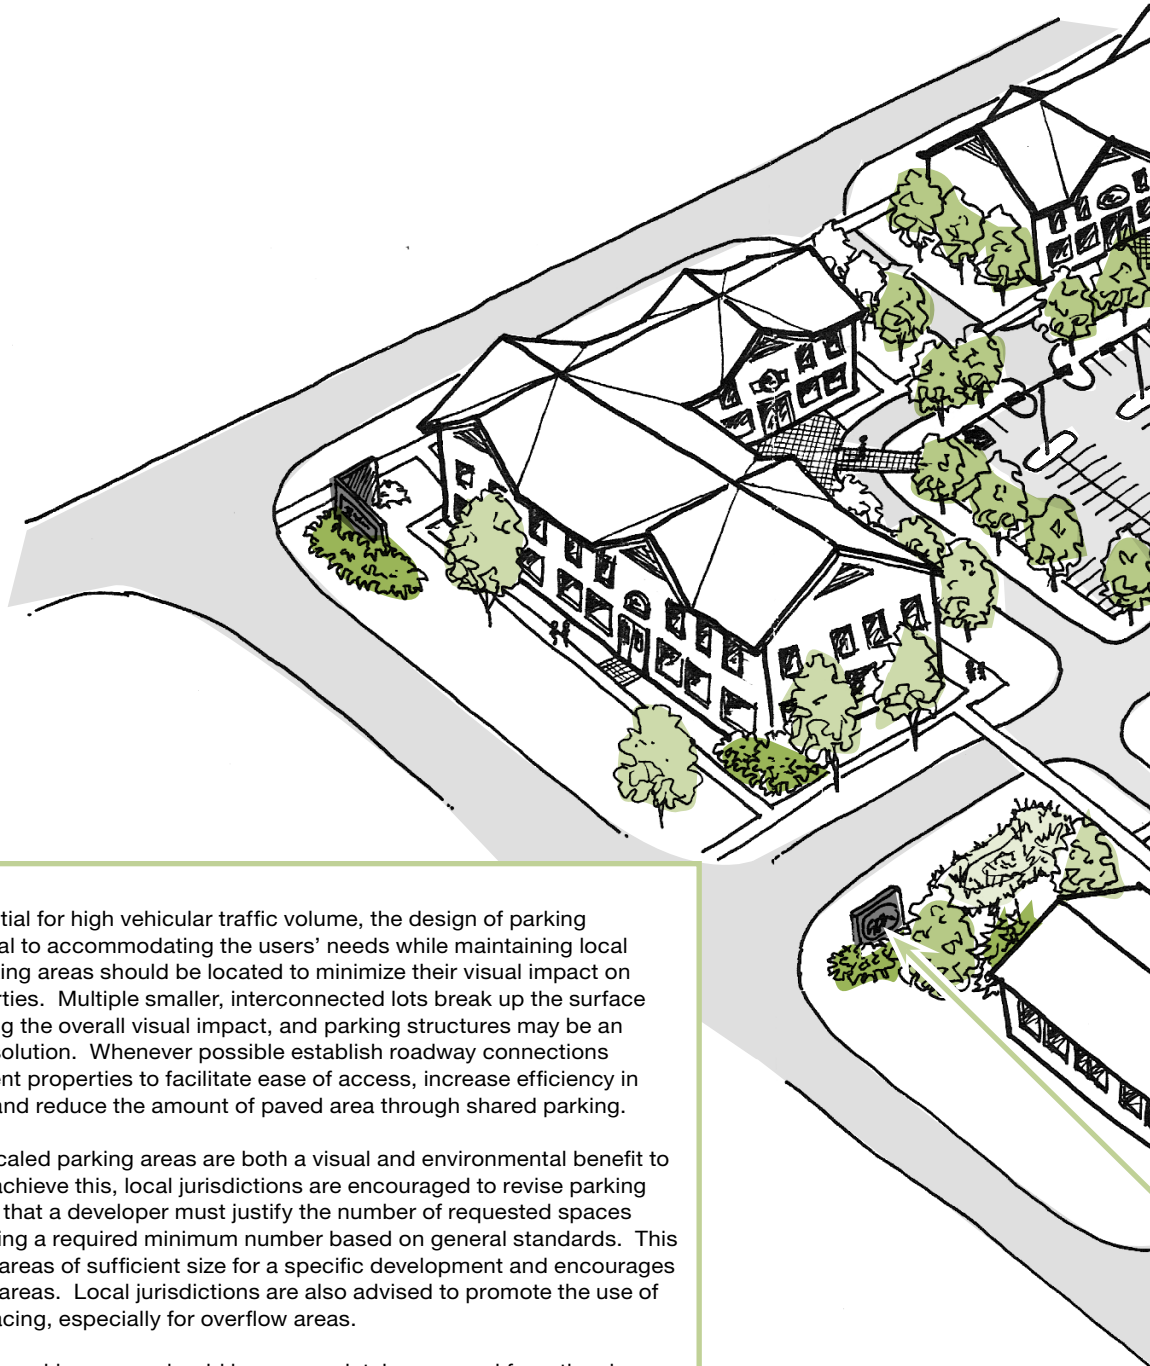 tial for high vehicular traffic volume, the design of parking
al to accommodating the users’ needs while maintaining local
ing areas should be located to minimize their visual impact on
rties.  Multiple smaller, interconnected lots break up the surface
g the overall visual impact, and parking structures may be an
solution.  Whenever possible establish roadway connections
ent properties to facilitate ease of access, increase efficiency in
and reduce the amount of paved area through shared parking.
caled parking areas are both a visual and environmental benefit to
achieve this, local jurisdictions are encouraged to revise parking
that a developer must justify the number of requested spaces
ing a required minimum number based on general standards.  This
areas of sufficient size for a specific development and encourages
areas.  Local jurisdictions are also advised to promote the use of
acing, especially for overflow areas.